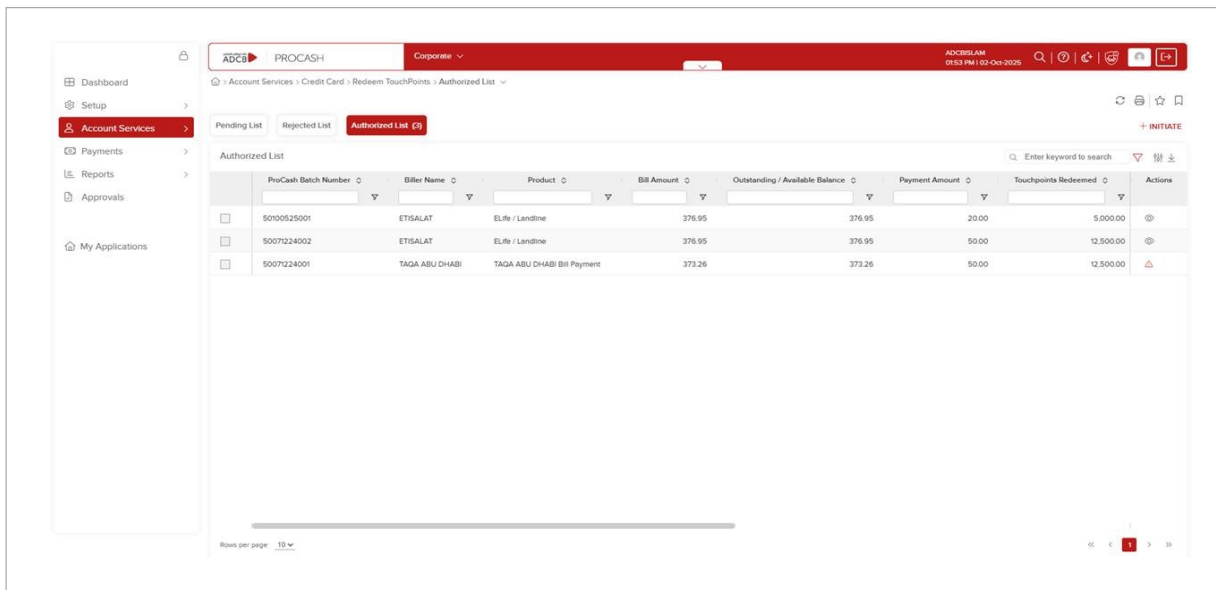 ADCB
PROCASH
Corporate
ADCBISLAM
01:53 PM | 02-Oct-2025
Dashboard
Setup
Account Services
Payments
Reports
Approvals
My Applications
> Account Services > Credit Card > Redeem TouchPoints > Authorized List
Pending List Rejected List Authorized List (3) + INITIATE
Authorized List Enter keyword to search
ProCash Batch Number Biller Name Product Bill Amount Outstanding / Available Balance Payment Amount Touchpoints Redeemed Actions
50100525001 ETISALAT ELife / Landline 376.95 376.95 20.00 5,000.00
50071224002 ETISALAT ELife / Landline 376.95 376.95 50.00 12,500.00
50071224001 TAQA ABU DHABI TAQA ABU DHABI Bill Payment 373.26 373.26 50.00 12,500.00
Rows per page 10 « < 1 > »